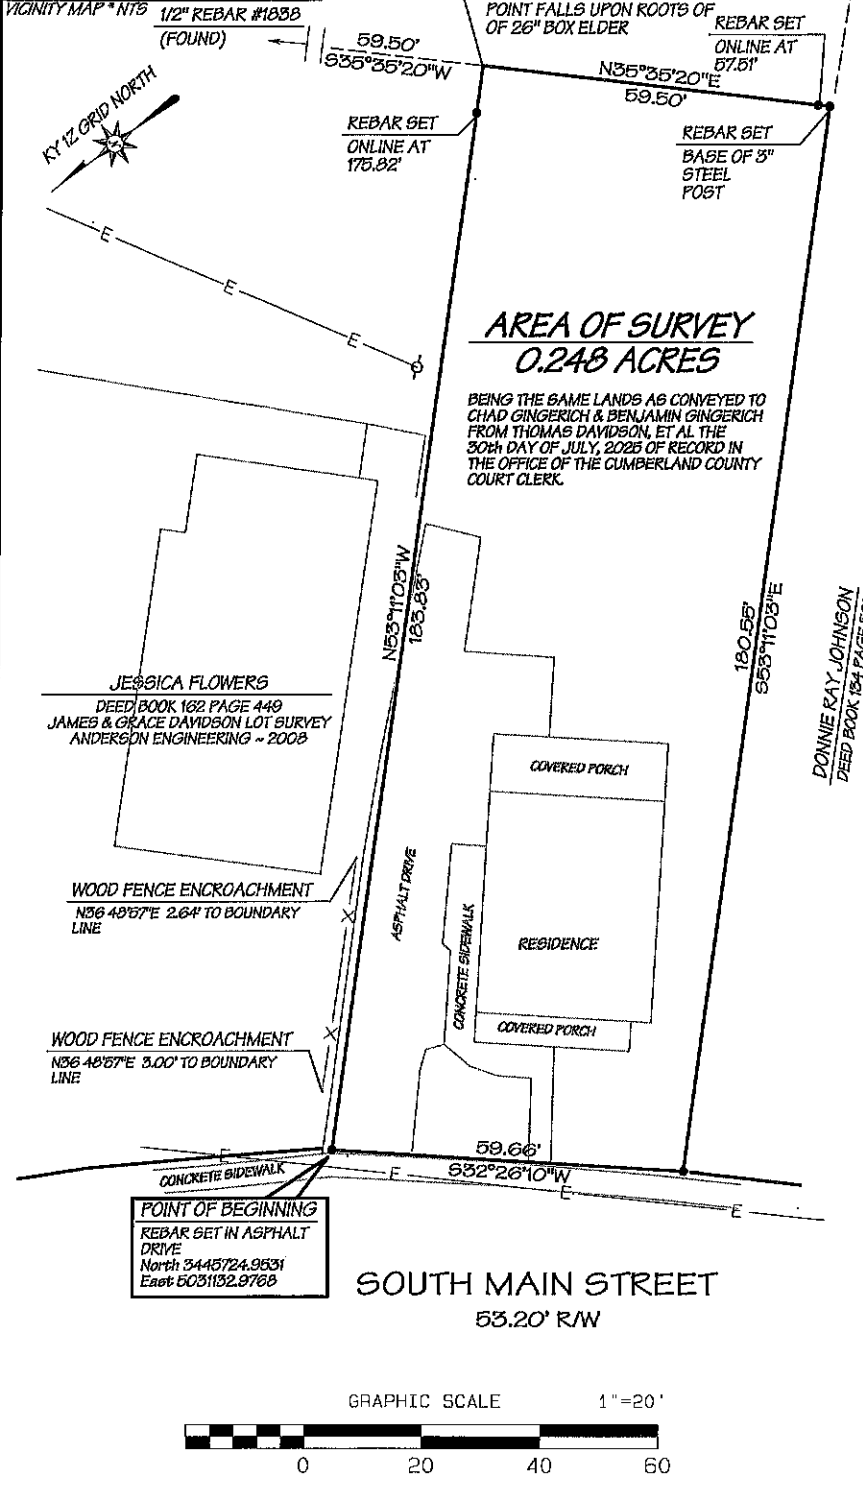 VICINITY MAP * NTS
1/2" REBAR #1838
(FOUND)
59.50'
S35°35'20"W
POINT FALLS UPON ROOTS OF
OF 26" BOX ELDER
REBAR SET
ONLINE AT
57.51'
N35°35'20"E
59.50'
KY 1Z GRID NORTH
REBAR SET
ONLINE AT
175.82'
REBAR SET
BASE OF 3"
STEEL
POST
E
E
E
AREA OF SURVEY
0.248 ACRES
BEING THE SAME LANDS AS CONVEYED TO
CHAD GINGERICH & BENJAMIN GINGERICH
FROM THOMAS DAVIDSON, ET AL THE
30th DAY OF JULY, 2025 OF RECORD IN
THE OFFICE OF THE CUMBERLAND COUNTY
COURT CLERK.
N53°11'03"W
183.83'
180.55'
S53°11'03"E
DONNIE RAY JOHNSON
DEED BOOK 134 PAGE
JESSICA FLOWERS
DEED BOOK 162 PAGE 449
JAMES & GRACE DAVIDSON LOT SURVEY
ANDERSON ENGINEERING ~ 2008
COVERED PORCH
WOOD FENCE ENCROACHMENT
N36 48'57"E 2.64' TO BOUNDARY
LINE
X
ASPHALT DRIVE
CONCRETE SIDEWALK
RESIDENCE
COVERED PORCH
WOOD FENCE ENCROACHMENT
N36 48'57"E 3.00' TO BOUNDARY
LINE
X
59.66'
S32°26'10"W
E
E
E
E
CONCRETE SIDEWALK
POINT OF BEGINNING
REBAR SET IN ASPHALT
DRIVE
North 3445724.9531
East 5031132.9768
SOUTH MAIN STREET
53.20' R/W
GRAPHIC SCALE 1"=20'
0 20 40 60